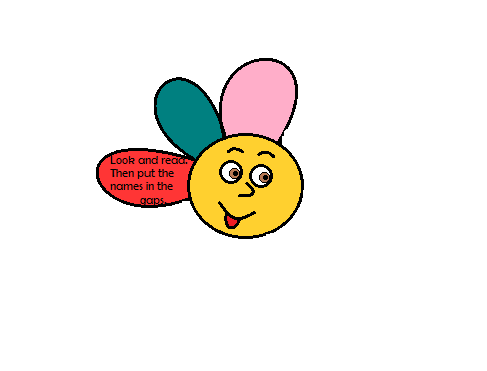 Look and read.
Then put the
names in the
gaps.